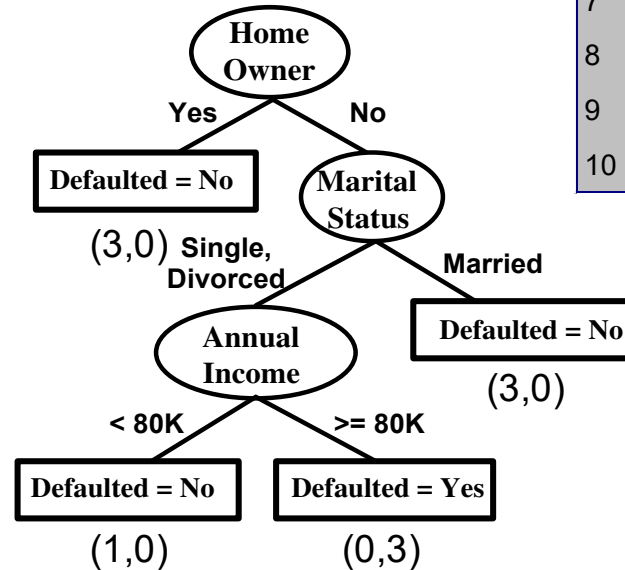 Home
Owner
7
8
9
10
Yes
No
Defaulted = No
(3,0)
Marital
Status
Single,
Divorced
Married
Annual
Income
Defaulted = No
(3,0)
< 80K
>= 80K
Defaulted = No
Defaulted = Yes
(1,0)
(0,3)